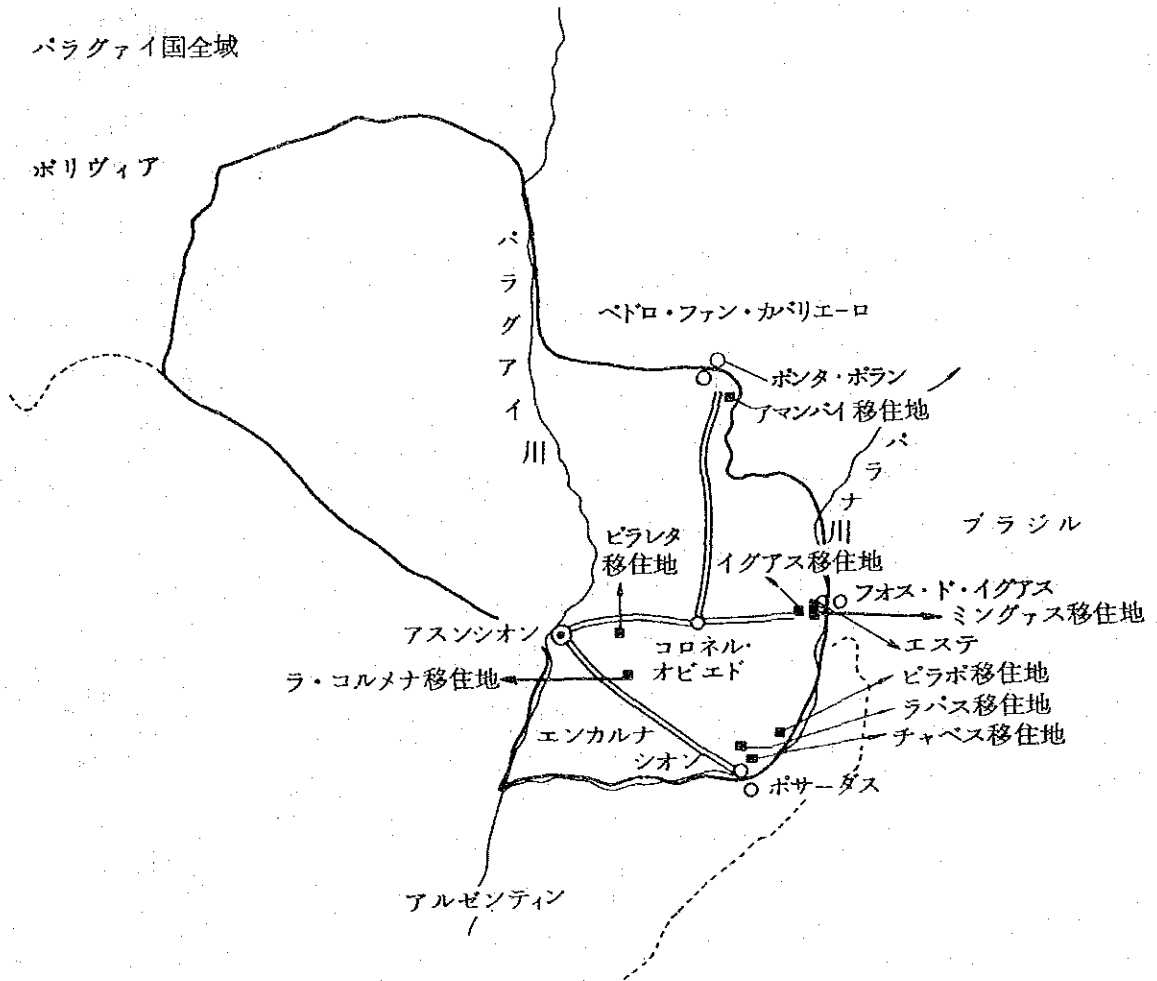 パラグァイ国全域
ボリヴィア
パラグアイ川
ペドロ・ファン・カバリエーロ
ポンタ・ポラン
アマンバイ移住地
パラナ川
ブラジル
ピラレタ
移住地
イグアス移住地
フオス・ド・イグアス
ミングァス移住地
エステ
アスンシオン
コロネル・
オビエド
ラ・コルメナ移住地
ピラポ移住地
ラパス移住地
チャベス移住地
エンカルナ
シオン
ポサーダス
アルゼンティン